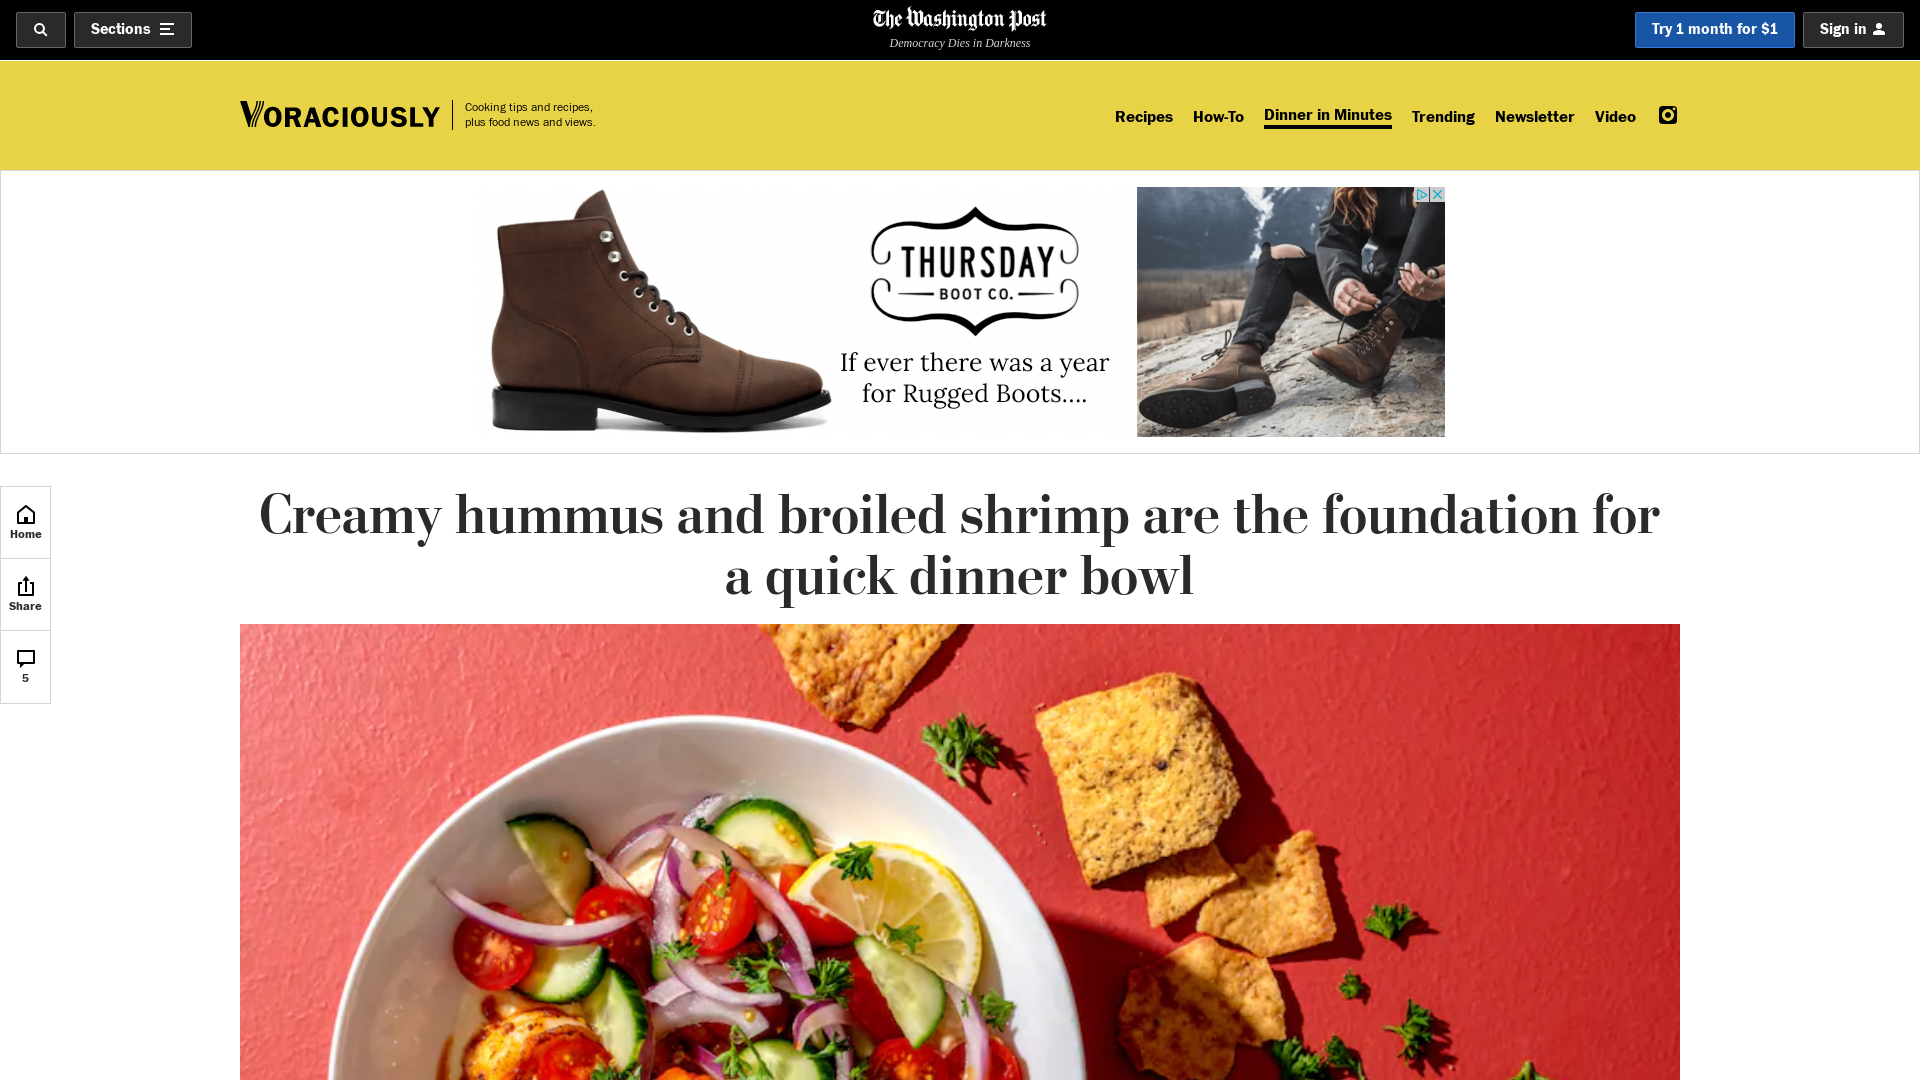 Sections
The Washington Post
Democracy Dies in Darkness
Try 1 month for $1
Sign in
VORACIOUSLY
Cooking tips and recipes,
plus food news and views.
Recipes
How-To
Dinner in Minutes
Trending
Newsletter
Video
THURSDAY
BOOT CO.
If ever there was a year
for Rugged Boots....
Home
Share
5
Creamy hummus and broiled shrimp are the foundation for
a quick dinner bowl